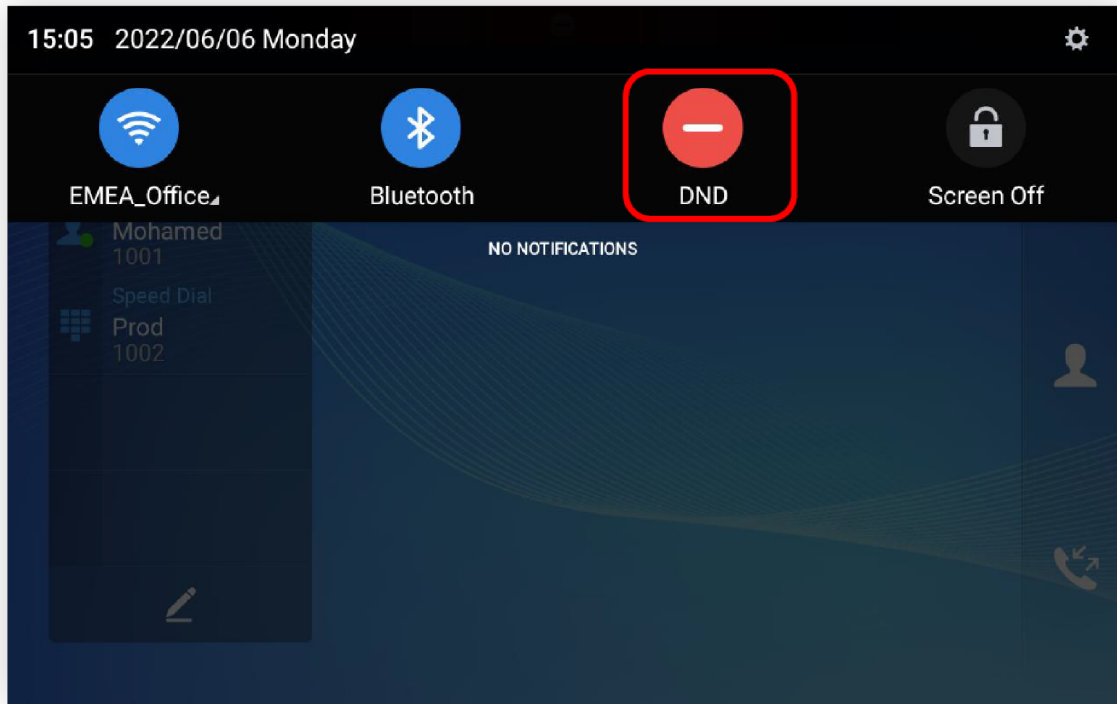 15:05 2022/06/06 Monday
EMEA_Office Bluetooth DND Screen Off
Mohamed
1001
NO NOTIFICATIONS
Speed Dial
Prod
1002